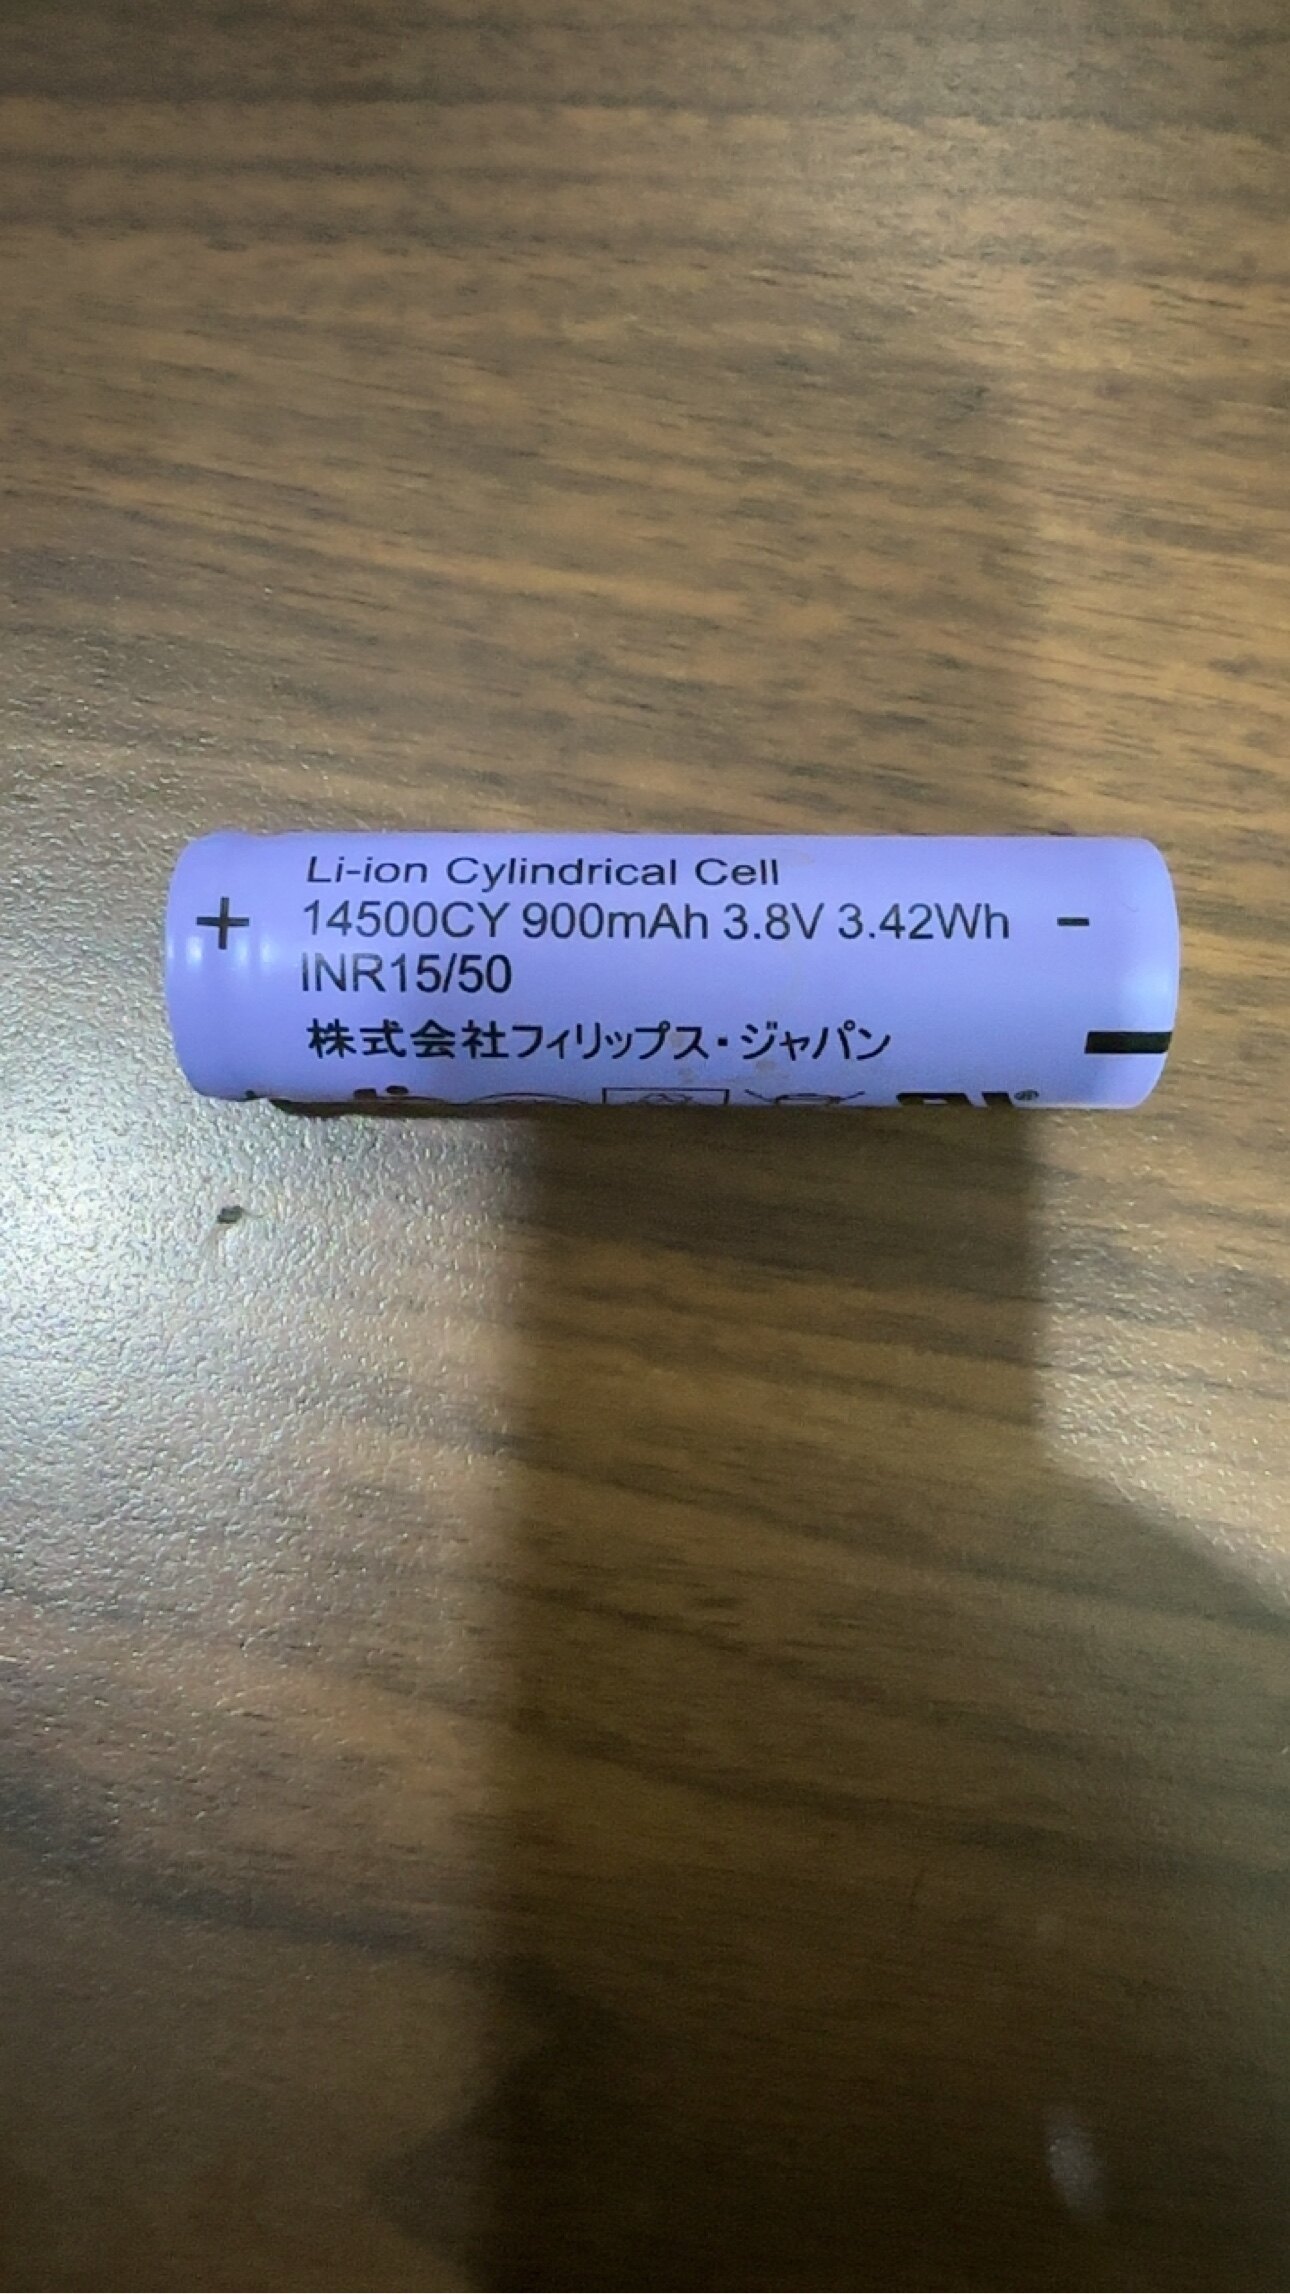 Li-ion Cylindrical Cell
+ 14500CY 900mAh 3.8V 3.42Wh -
INR15/50
株式会社フィリップス・ジャパン